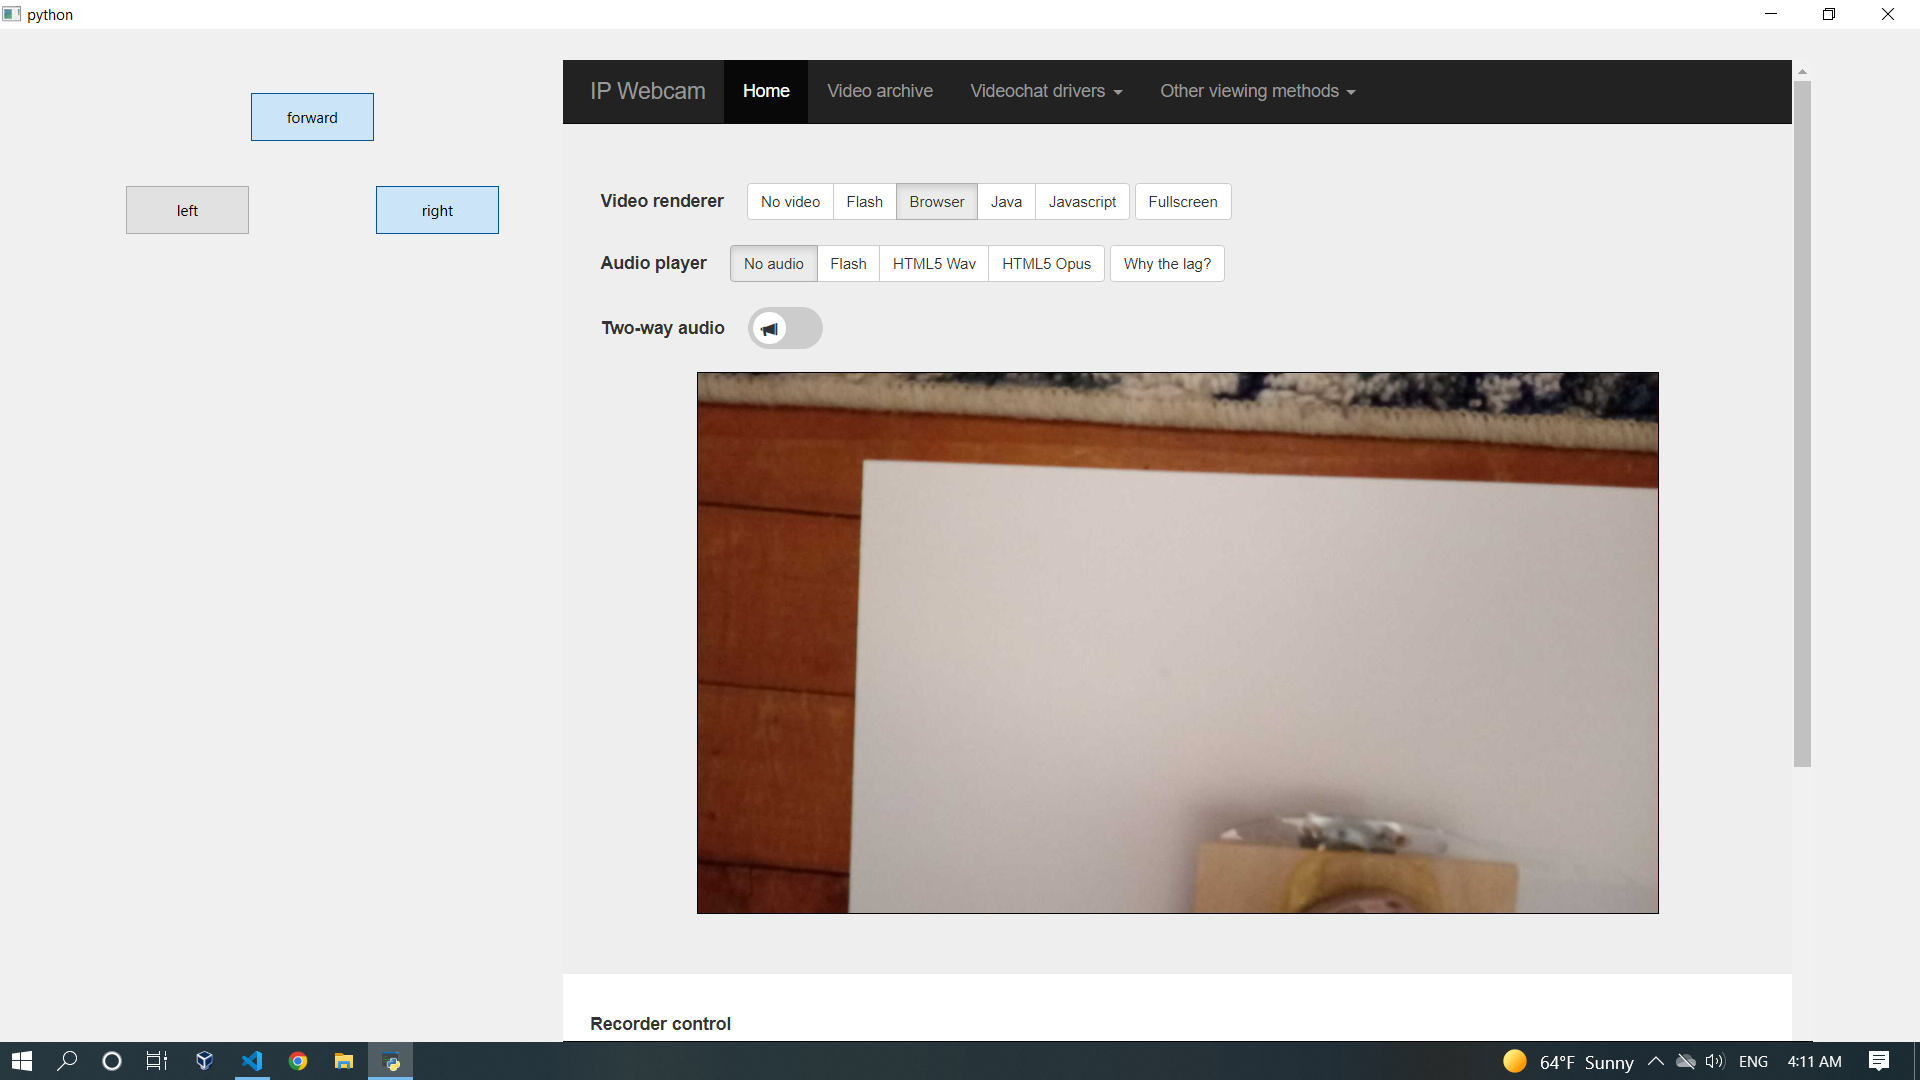 python
forward
left
right
IP Webcam Home Video archive Videochat drivers Other viewing methods
Video renderer No video Flash Browser Java Javascript Fullscreen
Audio player No audio Flash HTML5 Wav HTML5 Opus Why the lag?
Two-way audio
Recorder control
64°F Sunny ENG 4:11 AM